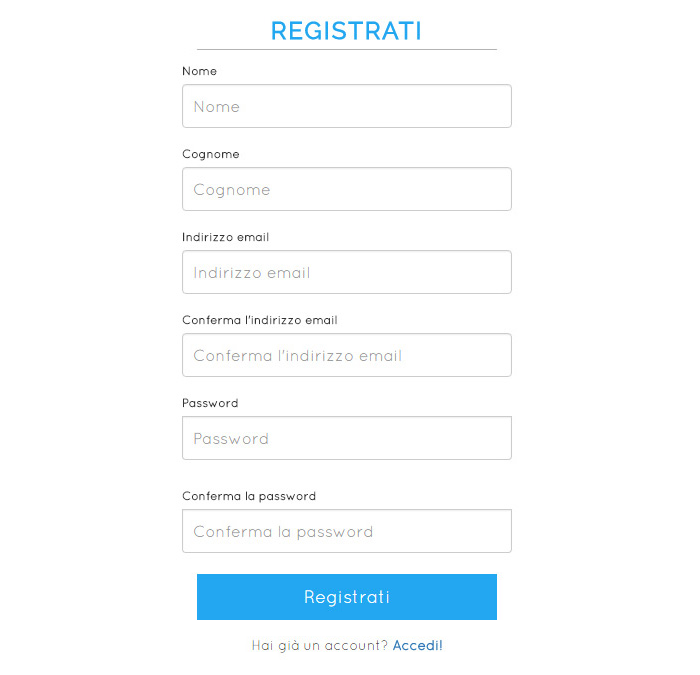 REGISTRATI
Nome
Nome
Cognome
Cognome
Indirizzo email
Indirizzo email
Conferma l'indirizzo email
Conferma l'indirizzo email
Password
Password
Conferma la password
Conferma la password
Registrati
Hai già un account? Accedi!